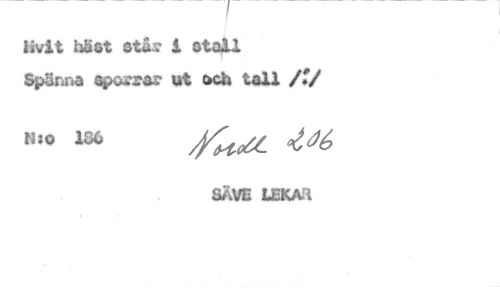 Hvit häst står i stall
Spänna sporrar ut och tall /:/
N:o 186
Nordl 206
SÄVE LEKAR